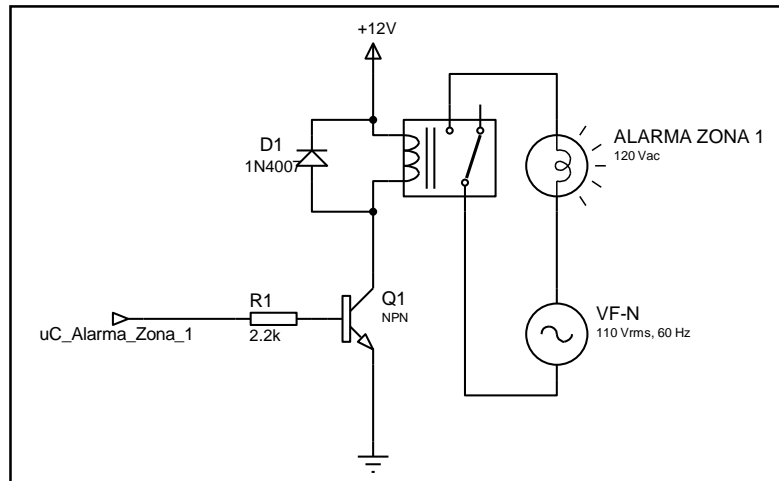 +12V
D1
1N4007
ALARMA ZONA 1
120 Vac
R1
2.2k
uC_Alarma_Zona_1
Q1
NPN
VF-N
110 Vrms, 60 Hz